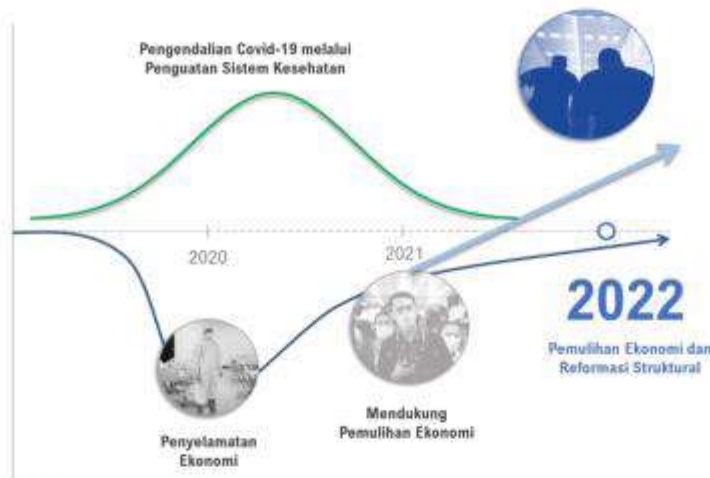 Pengendalian Covid-19 melalui
Penguatan Sistem Kesehatan
2020
2021
2022
Pemulihan Ekonomi dan
Reformasi Struktural
Mendukung
Pemulihan Ekonomi
Penyelamatan
Ekonomi